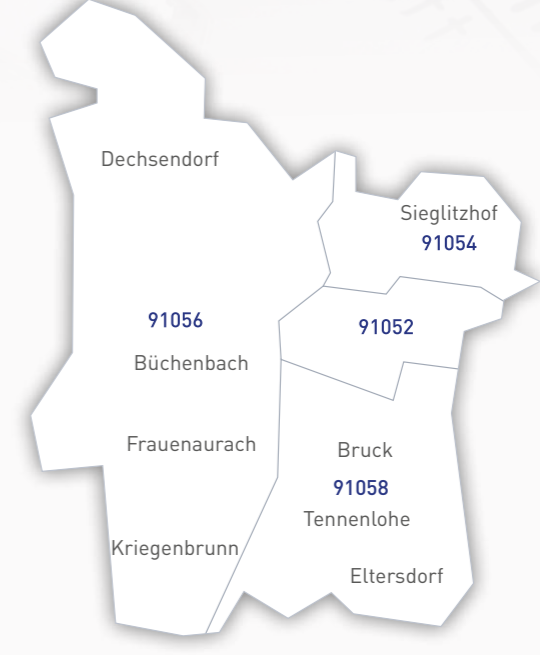 Dechsendorf
Sieglitzhof
91054
91056
91052
Büchenbach
Frauenaurach
Bruck
91058
Tennenlohe
Kriegenbrunn
Eltersdorf